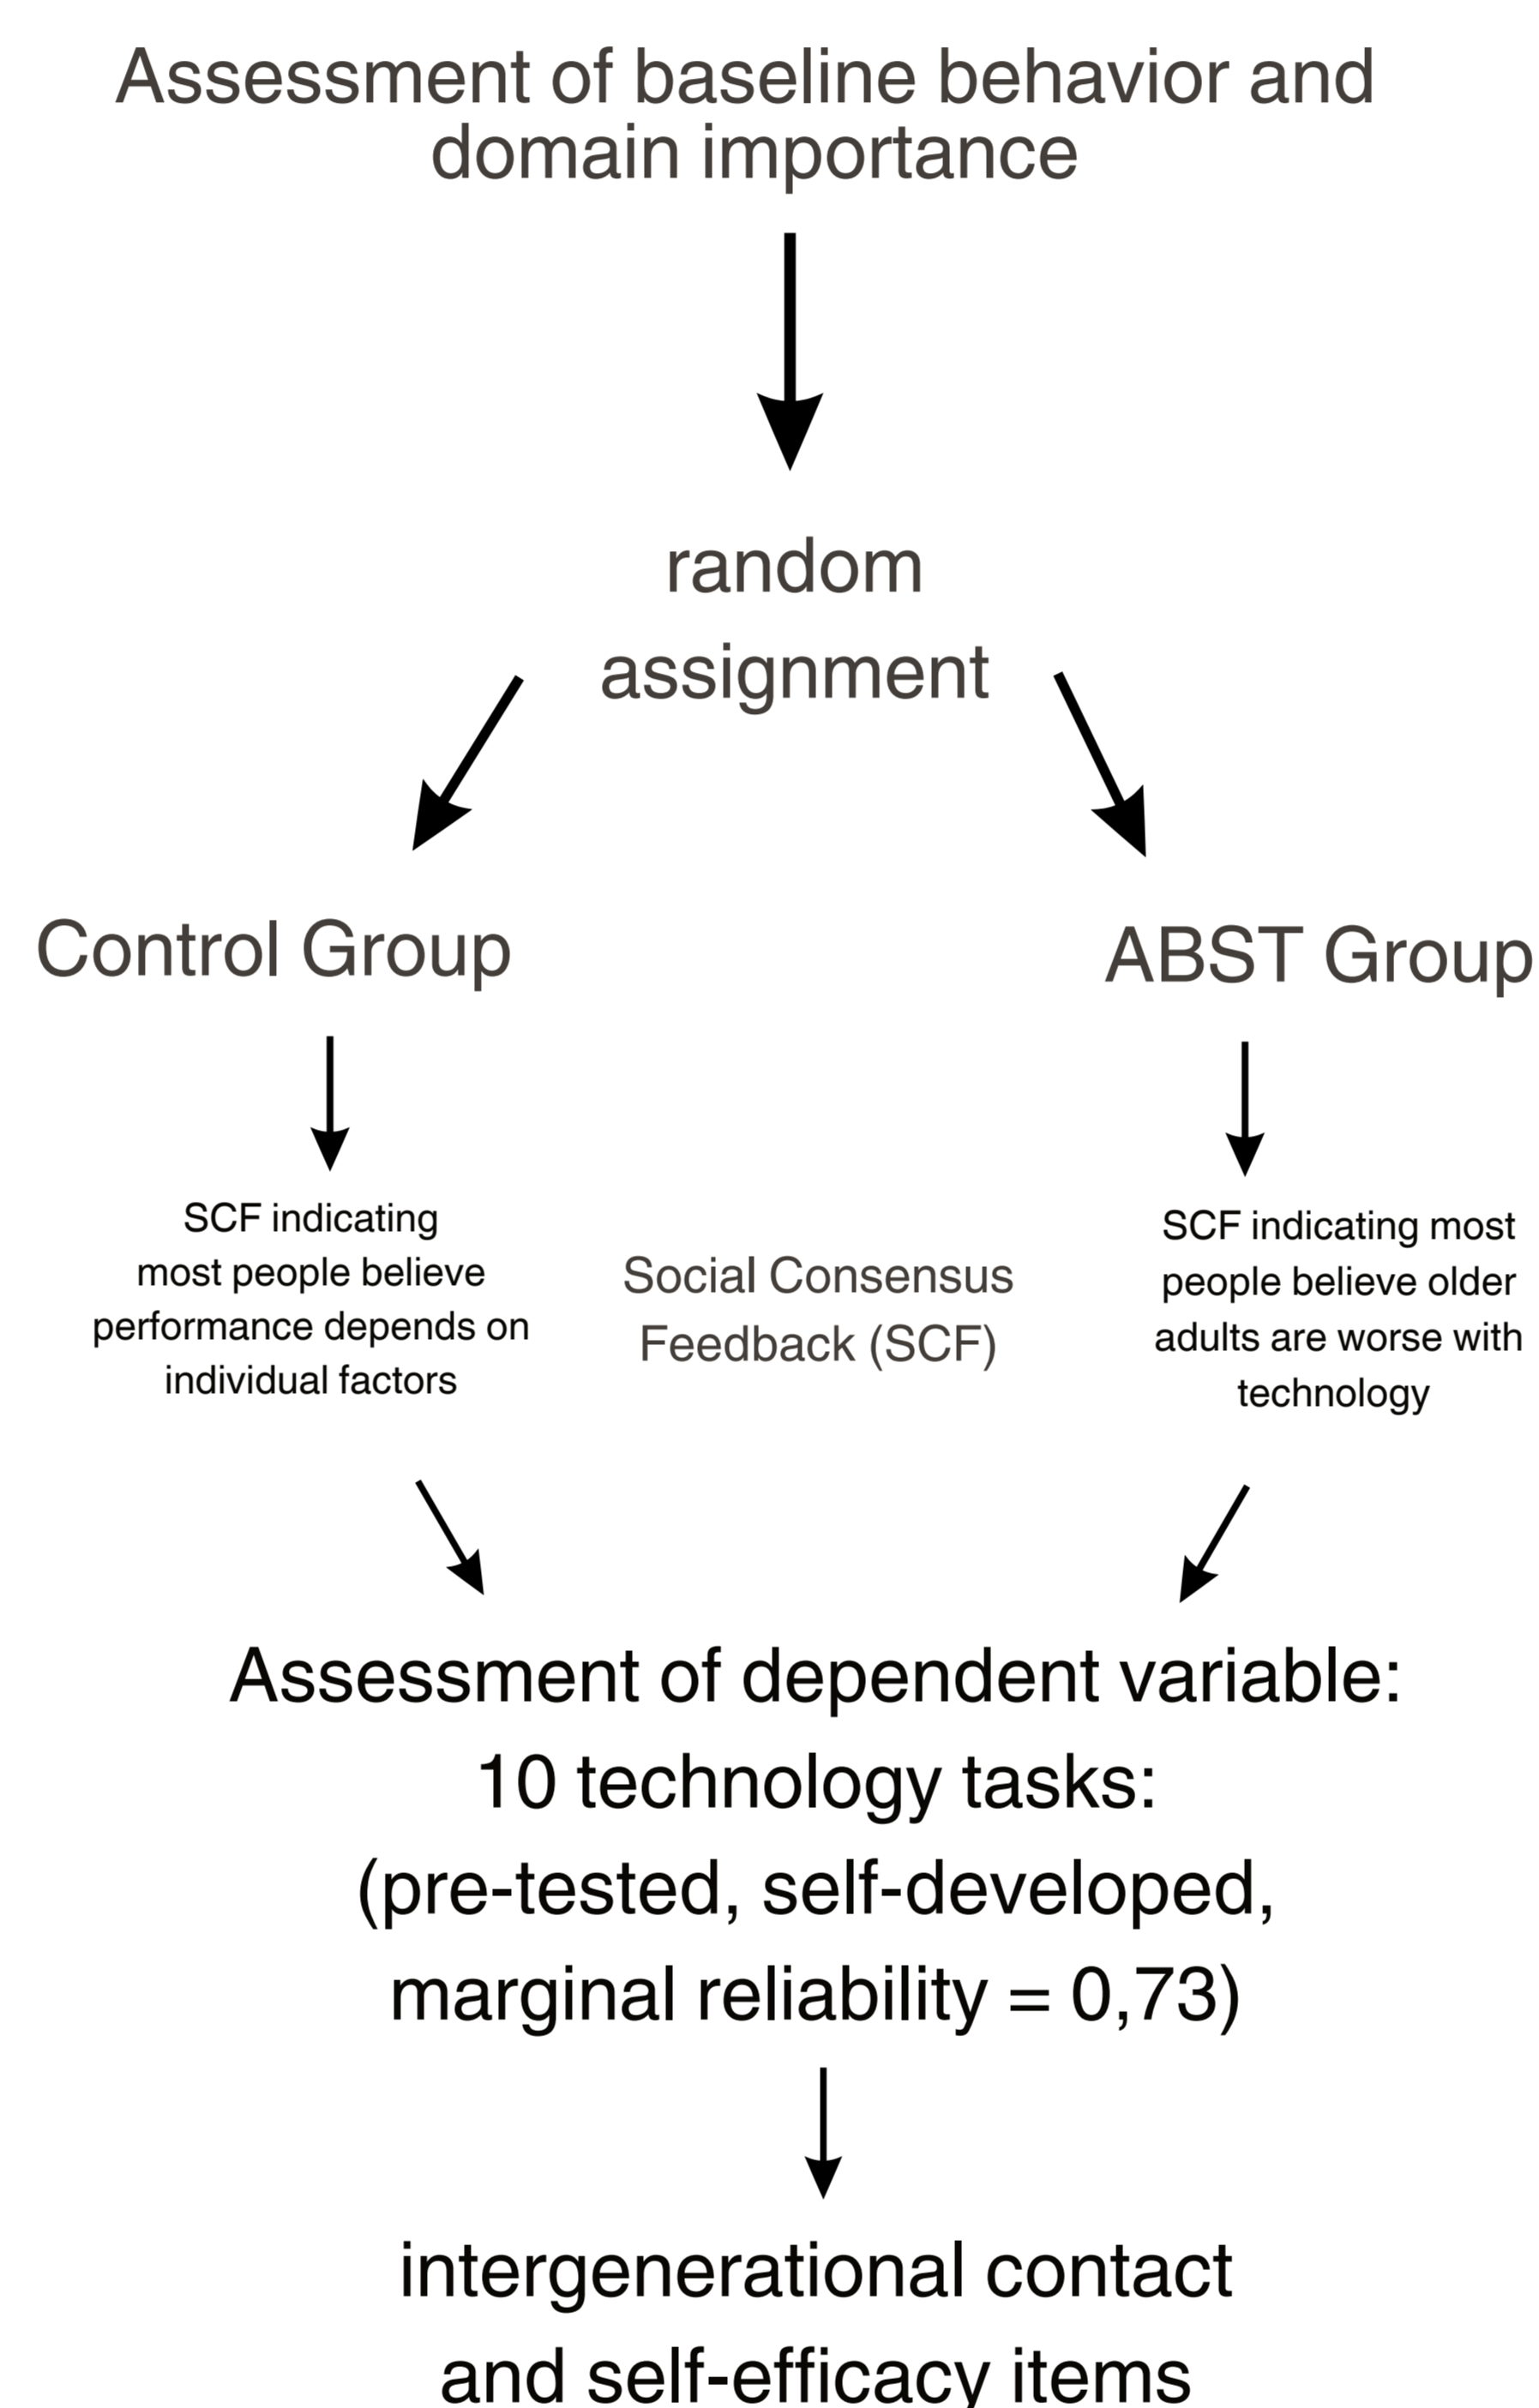 Assessment of baseline behavior and
domain importance
random
assignment
Control Group
ABST Group
SCF indicating
most people believe
performance depends on
individual factors
Social Consensus
Feedback (SCF)
SCF indicating most
people believe older
adults are worse with
technology
Assessment of dependent variable:
10 technology tasks:
(pre-tested, self-developed,
marginal reliability = 0,73)
intergenerational contact
and self-efficacy items